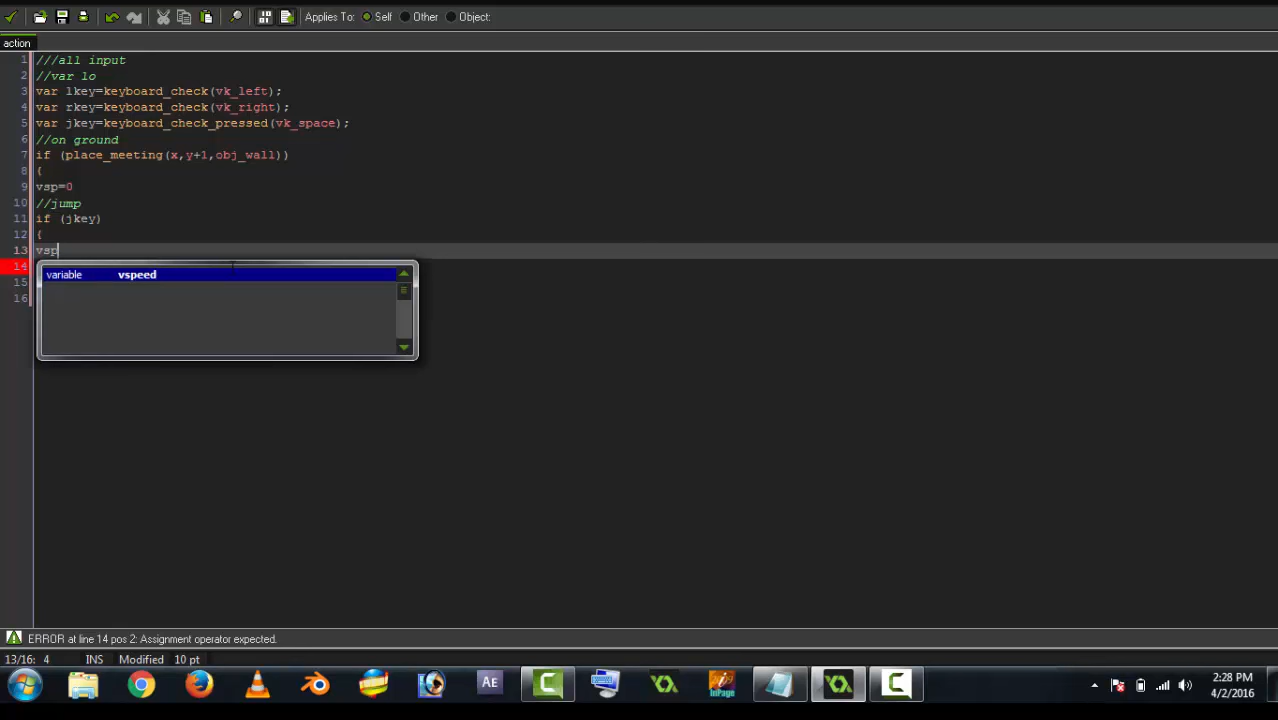 Applies To: Self Other Object:
action
1 ///all input
2 //var lo
3 var lkey=keyboard_check(vk_left);
4 var rkey=keyboard_check(vk_right);
5 var jkey=keyboard_check_pressed(vk_space);
6 //on ground
7 if (place_meeting(x,y+1,obj_wall))
8 {
9 vsp=0
10 //jump
11 if (jkey)
12 {
13 vsp
14
variable vspeed
15
16
ERROR at line 14 pos 2: Assignment operator expected.
13/16: 4 INS Modified 10 pt
AE InPage
2:28 PM
4/2/2016